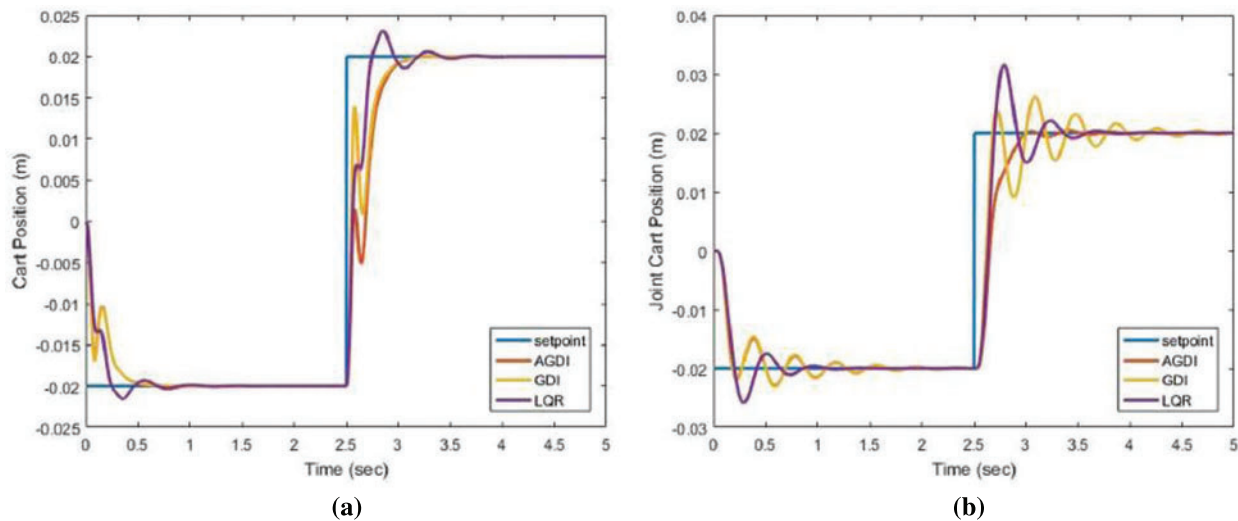 Cart Position (m)
0.025
0.02
0.015
0.01
0.005
0
-0.005
-0.01
-0.015
-0.02
-0.025
0 0.5 1 1.5 2 2.5 3 3.5 4 4.5 5
Time (sec)
setpoint
AGDI
GDI
LQR
(a)
Joint Cart Position (m)
0.04
0.03
0.02
0.01
0
-0.01
-0.02
-0.03
0 0.5 1 1.5 2 2.5 3 3.5 4 4.5 5
Time (sec)
setpoint
AGDI
GDI
LQR
(b)